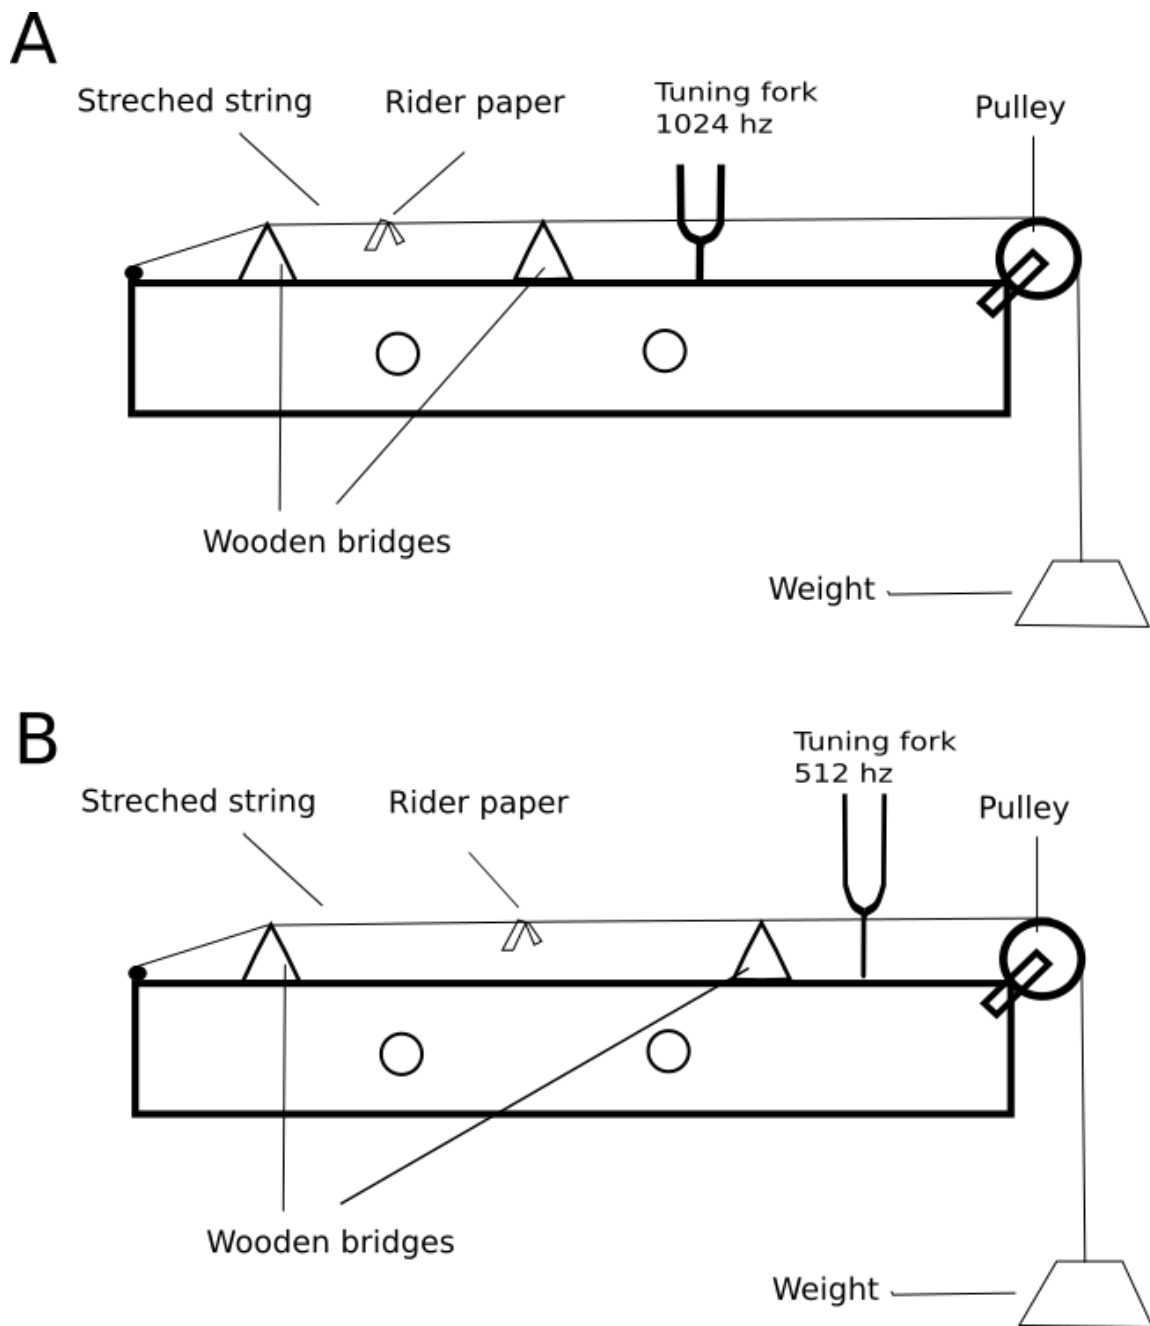 A
Streched string
Rider paper
Tuning fork
1024 hz
Pulley
Wooden bridges
Weight
B
Streched string
Rider paper
Tuning fork
512 hz
Pulley
Wooden bridges
Weight